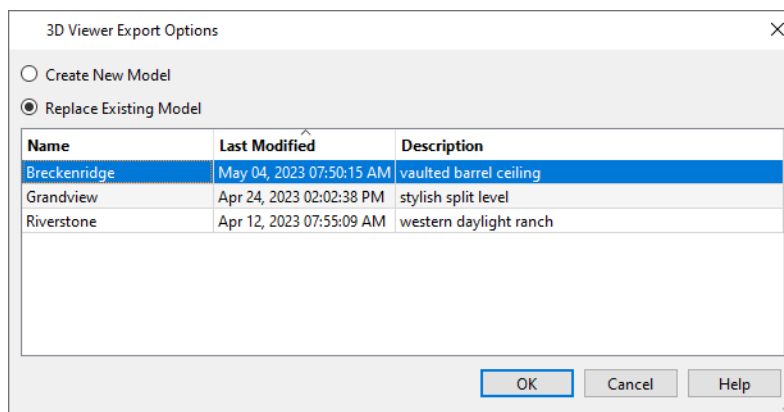 3D Viewer Export Options
Create New Model
Replace Existing Model
Name Last Modified Description
Breckenridge May 04, 2023 07:50:15 AM vaulted barrel ceiling
Grandview Apr 24, 2023 02:02:38 PM stylish split level
Riverstone Apr 12, 2023 07:55:09 AM western daylight ranch
OK Cancel Help